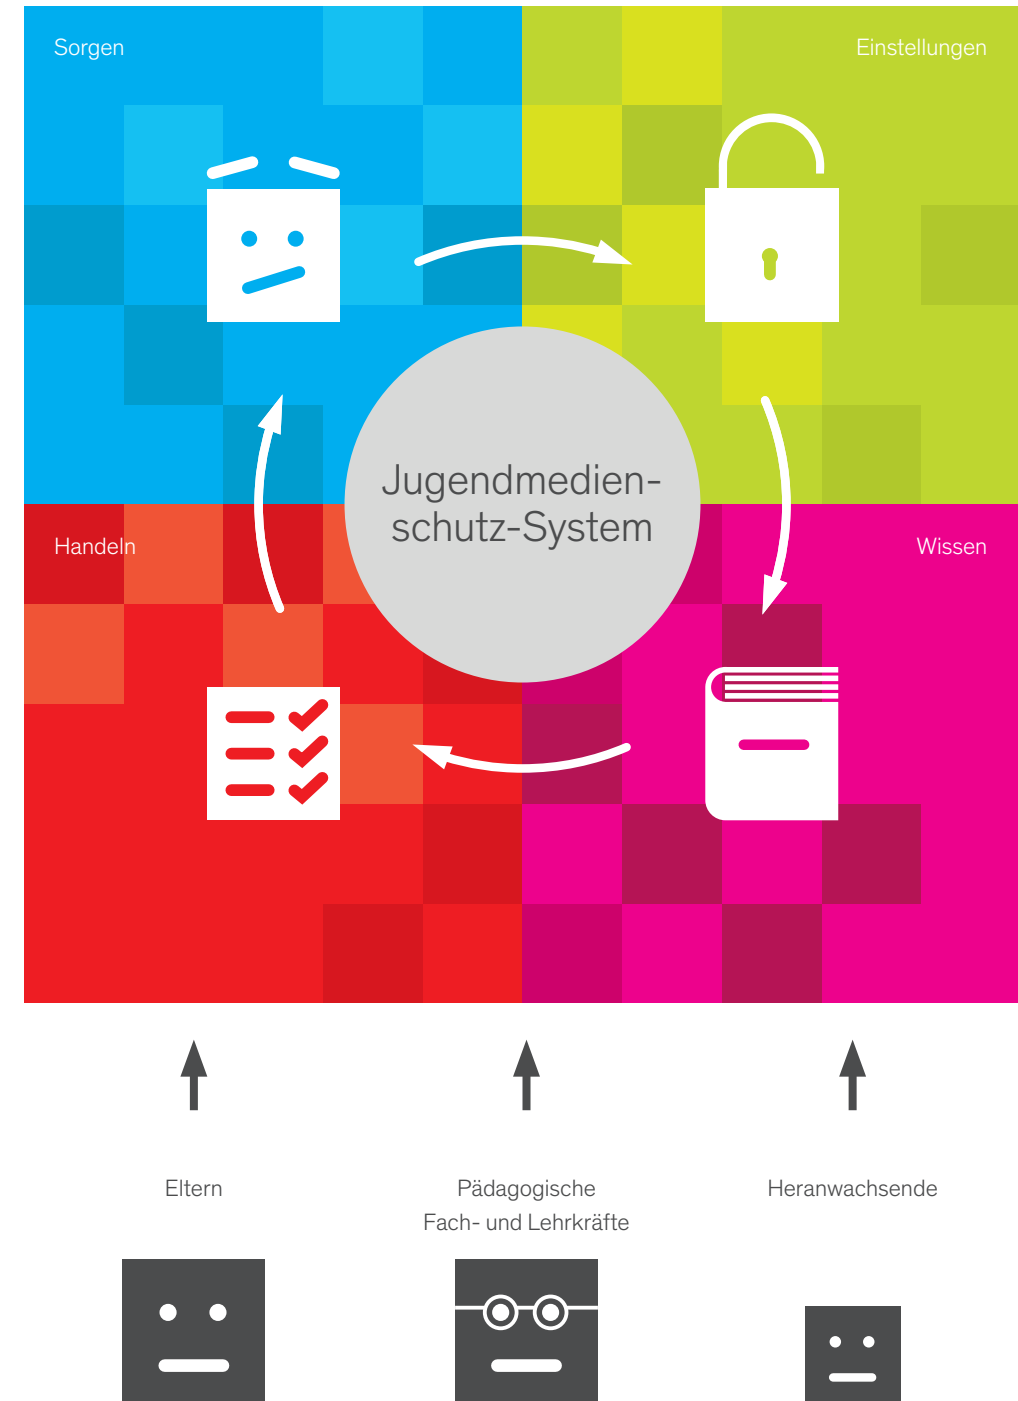 Sorgen
Einstellungen
Jugendmedien-
schutz-System
Handeln
Wissen
Eltern
Pädagogische
Fach- und Lehrkräfte
Heranwachsende